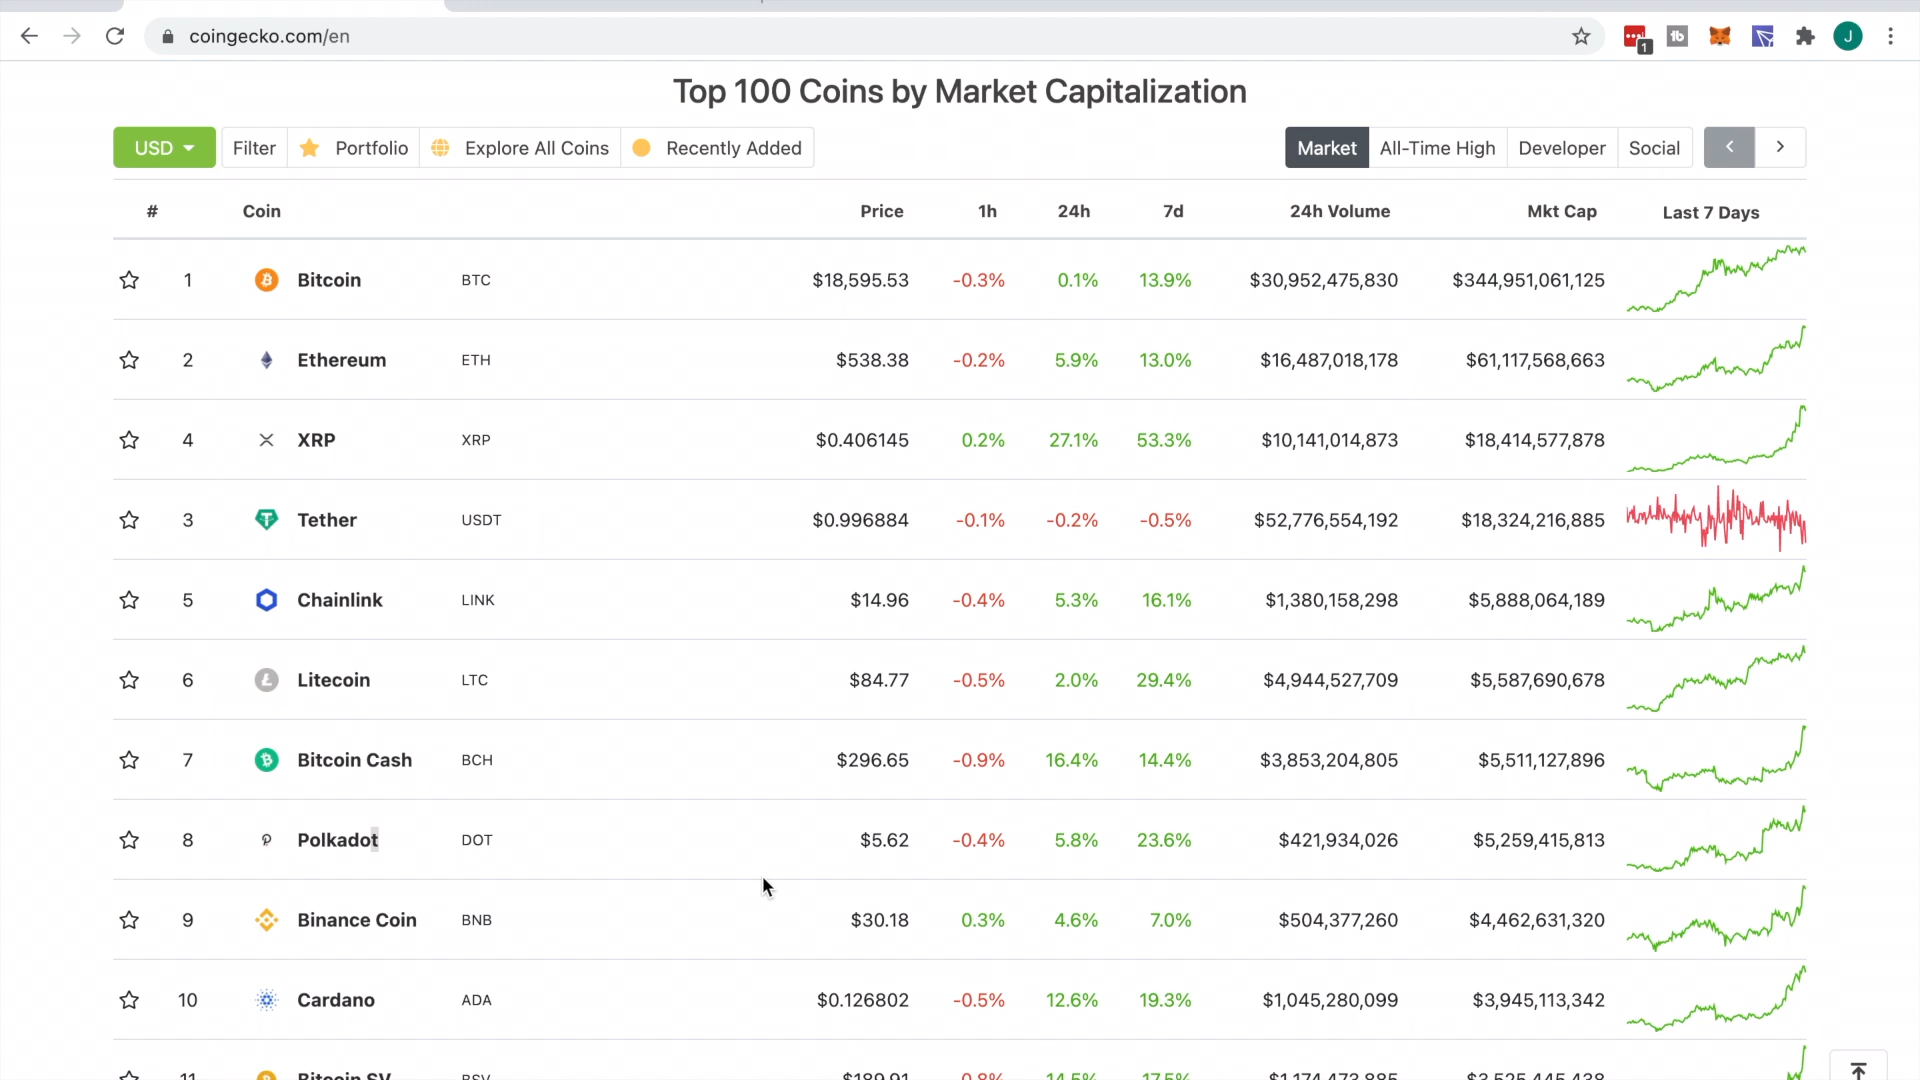 coingecko.com/en
1
1b
J
Top 100 Coins by Market Capitalization
USD Filter Portfolio Explore All Coins Recently Added Market All-Time High Developer Social
# Coin Price 1h 24h 7d 24h Volume Mkt Cap Last 7 Days
1 Bitcoin BTC $18,595.53 -0.3% 0.1% 13.9% $30,952,475,830 $344,951,061,125
2 Ethereum ETH $538.38 -0.2% 5.9% 13.0% $16,487,018,178 $61,117,568,663
4 XRP XRP $0.406145 0.2% 27.1% 53.3% $10,141,014,873 $18,414,577,878
3 Tether USDT $0.996884 -0.1% -0.2% -0.5% $52,776,554,192 $18,324,216,885
5 Chainlink LINK $14.96 -0.4% 5.3% 16.1% $1,380,158,298 $5,888,064,189
6 Litecoin LTC $84.77 -0.5% 2.0% 29.4% $4,944,527,709 $5,587,690,678
7 Bitcoin Cash BCH $296.65 -0.9% 16.4% 14.4% $3,853,204,805 $5,511,127,896
8 Polkadot DOT $5.62 -0.4% 5.8% 23.6% $421,934,026 $5,259,415,813
9 Binance Coin BNB $30.18 0.3% 4.6% 7.0% $504,377,260 $4,462,631,320
10 Cardano ADA $0.126802 -0.5% 12.6% 19.3% $1,045,280,099 $3,945,113,342
11 Bitcoin SV BSV